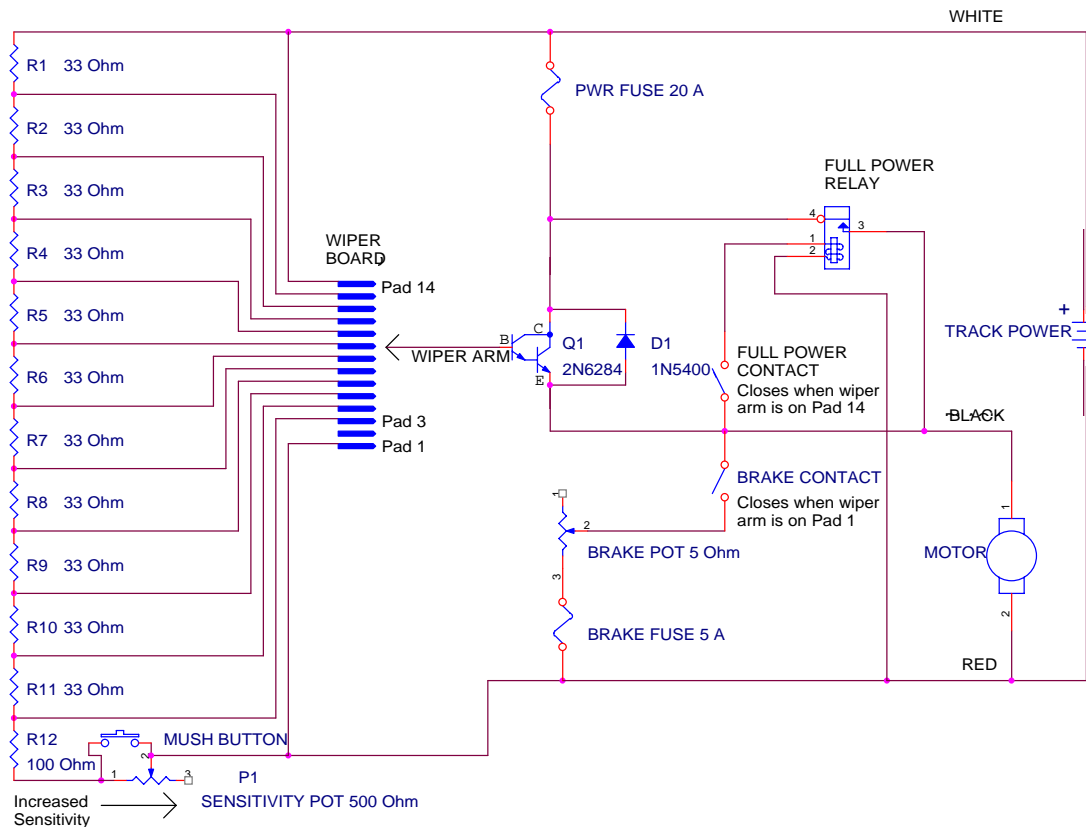 WHITE
R1 33 Ohm
PWR FUSE 20 A
R2 33 Ohm
FULL POWER
RELAY
R3 33 Ohm
4
3
1
2
R4 33 Ohm
WIPER
BOARD
Pad 14
R5 33 Ohm
+
TRACK POWER
B
C
E
WIPER ARM
Q1
2N6284
D1
1N5400
FULL POWER
CONTACT
Closes when wiper
arm is on Pad 14
R6 33 Ohm
Pad 3
Pad 1
BLACK
R7 33 Ohm
BRAKE CONTACT
Closes when wiper
arm is on Pad 1
R8 33 Ohm
1
2
3
BRAKE POT 5 Ohm
1
MOTOR
2
R9 33 Ohm
R10 33 Ohm
BRAKE FUSE 5 A
RED
R11 33 Ohm
R12
100 Ohm
MUSH BUTTON
1
2
3
P1
SENSITIVITY POT 500 Ohm
Increased
Sensitivity